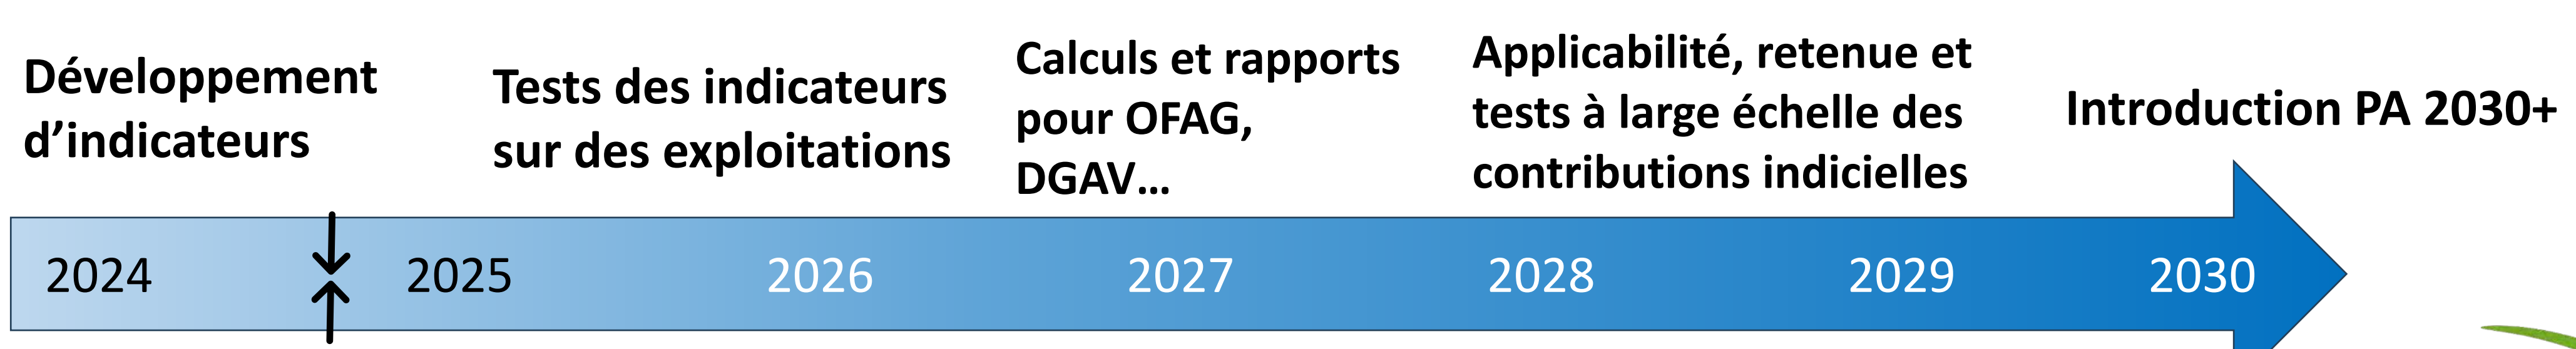 Développement
d’indicateurs
Tests des indicateurs
sur des exploitations
Calculs et rapports
pour OFAG,
DGAV…
Applicabilité, retenue et
tests à large échelle des
contributions indicielles
Introduction PA 2030+
2024
2025
2026
2027
2028
2029
2030